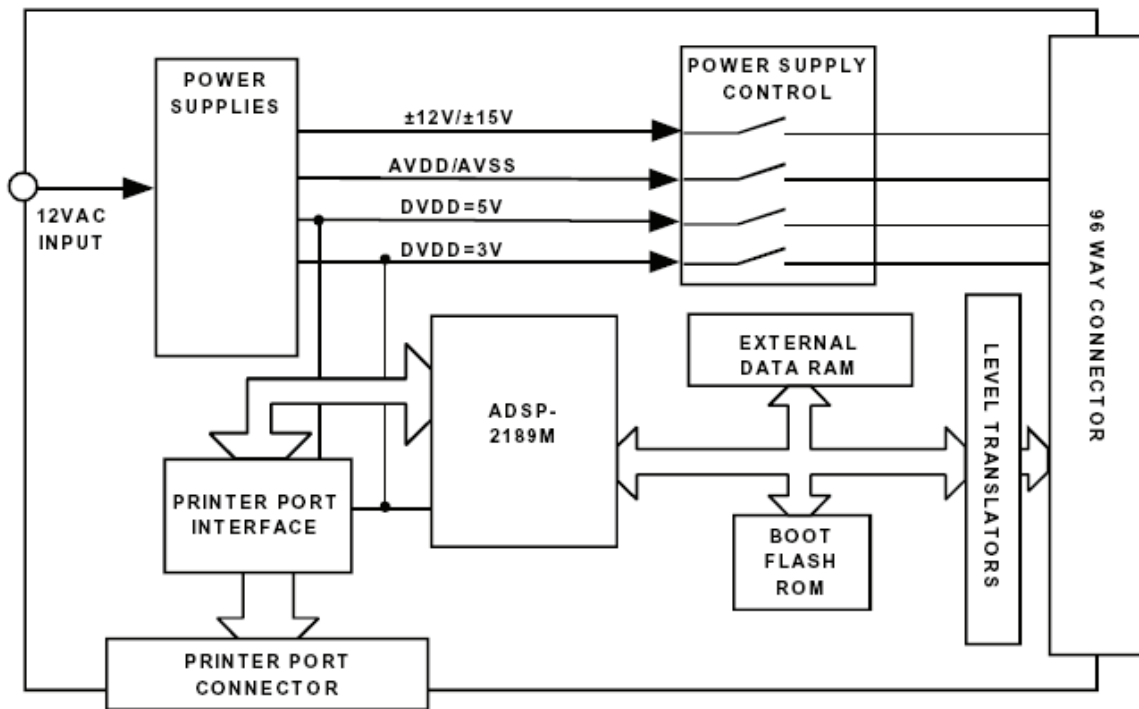 POWER
SUPPLIES
POWER SUPPLY
CONTROL
±12V/±15V
AVDD/AVSS
DVDD=5V
DVDD=3V
12VAC
INPUT
96 WAY CONNECTOR
EXTERNAL
DATA RAM
LEVEL TRANSLATORS
ADSP-
2189M
PRINTER PORT
INTERFACE
BOOT
FLASH
ROM
PRINTER PORT
CONNECTOR